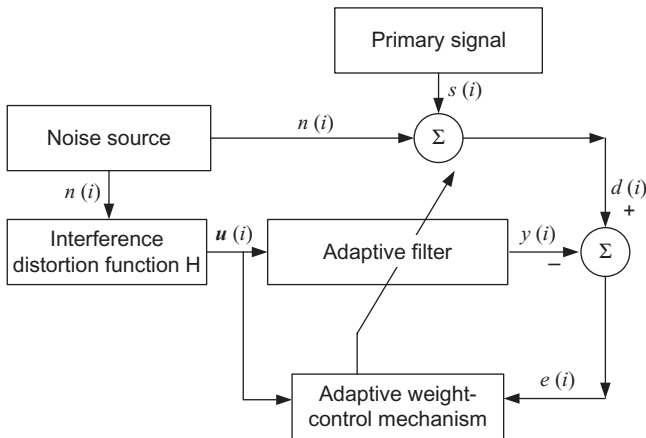 Primary signal
s (i)
Noise source
n (i)
Σ
n (i)
d (i)
+
Interference
distortion function H
u (i)
Adaptive filter
y (i)
−
Σ
Adaptive weight-
control mechanism
e (i)